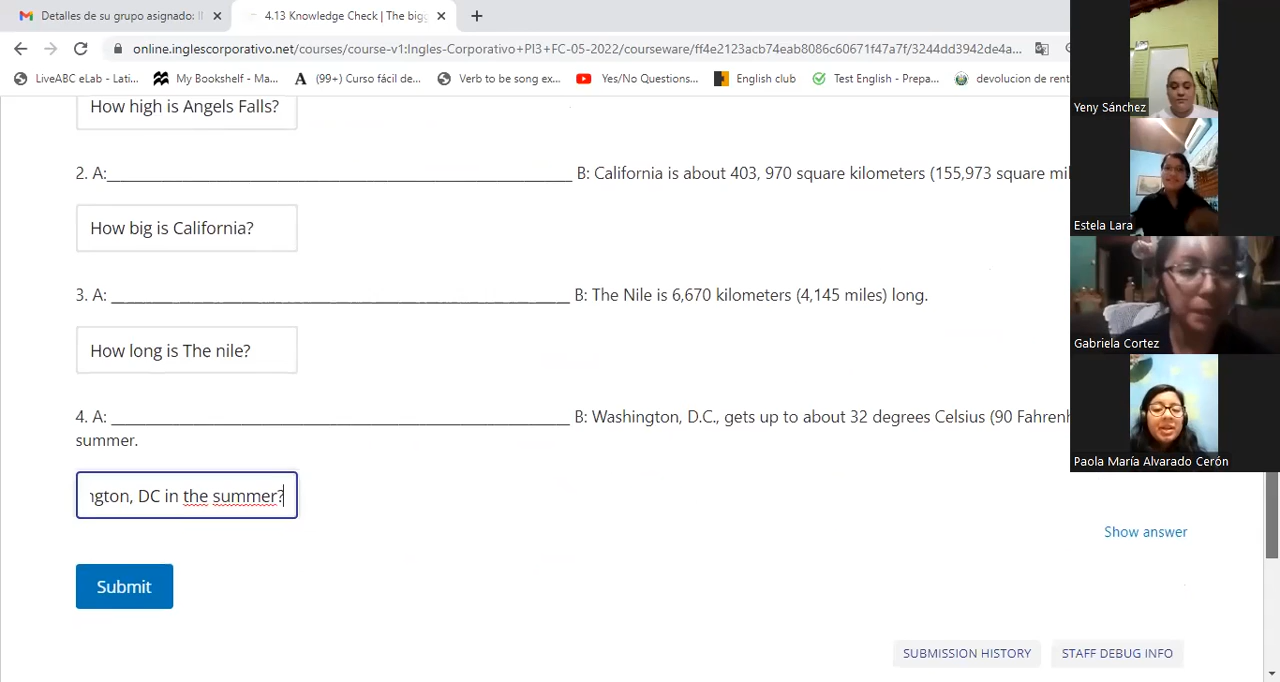 Detalles de su grupo asignado: I
4.13 Knowledge Check | The big
online.inglescorporativo.net/courses/course-v1:Ingles-Corporativo+PI3+FC-05-2022/courseware/ff4e2123acb74eab8086c60671f47a7f/3244dd3942de4a...
LiveABC eLab - Lati... My Bookshelf - Ma... (99+) Curso fácil de... Verb to be song ex... Yes/No Questions... English club Test English - Prepa... devolucion de rent
How high is Angels Falls?
2. A:____________________ B: California is about 403, 970 square kilometers (155,973 square mil
How big is California?
3. A: ____________________ B: The Nile is 6,670 kilometers (4,145 miles) long.
How long is The nile?
4. A: ____________________ B: Washington, D.C., gets up to about 32 degrees Celsius (90 Fahrenh
summer.
ngton, DC in the summer?
Show answer
Submit
SUBMISSION HISTORY STAFF DEBUG INFO
Yeny Sánchez
Estela Lara
Gabriela Cortez
Paola María Alvarado Cerón